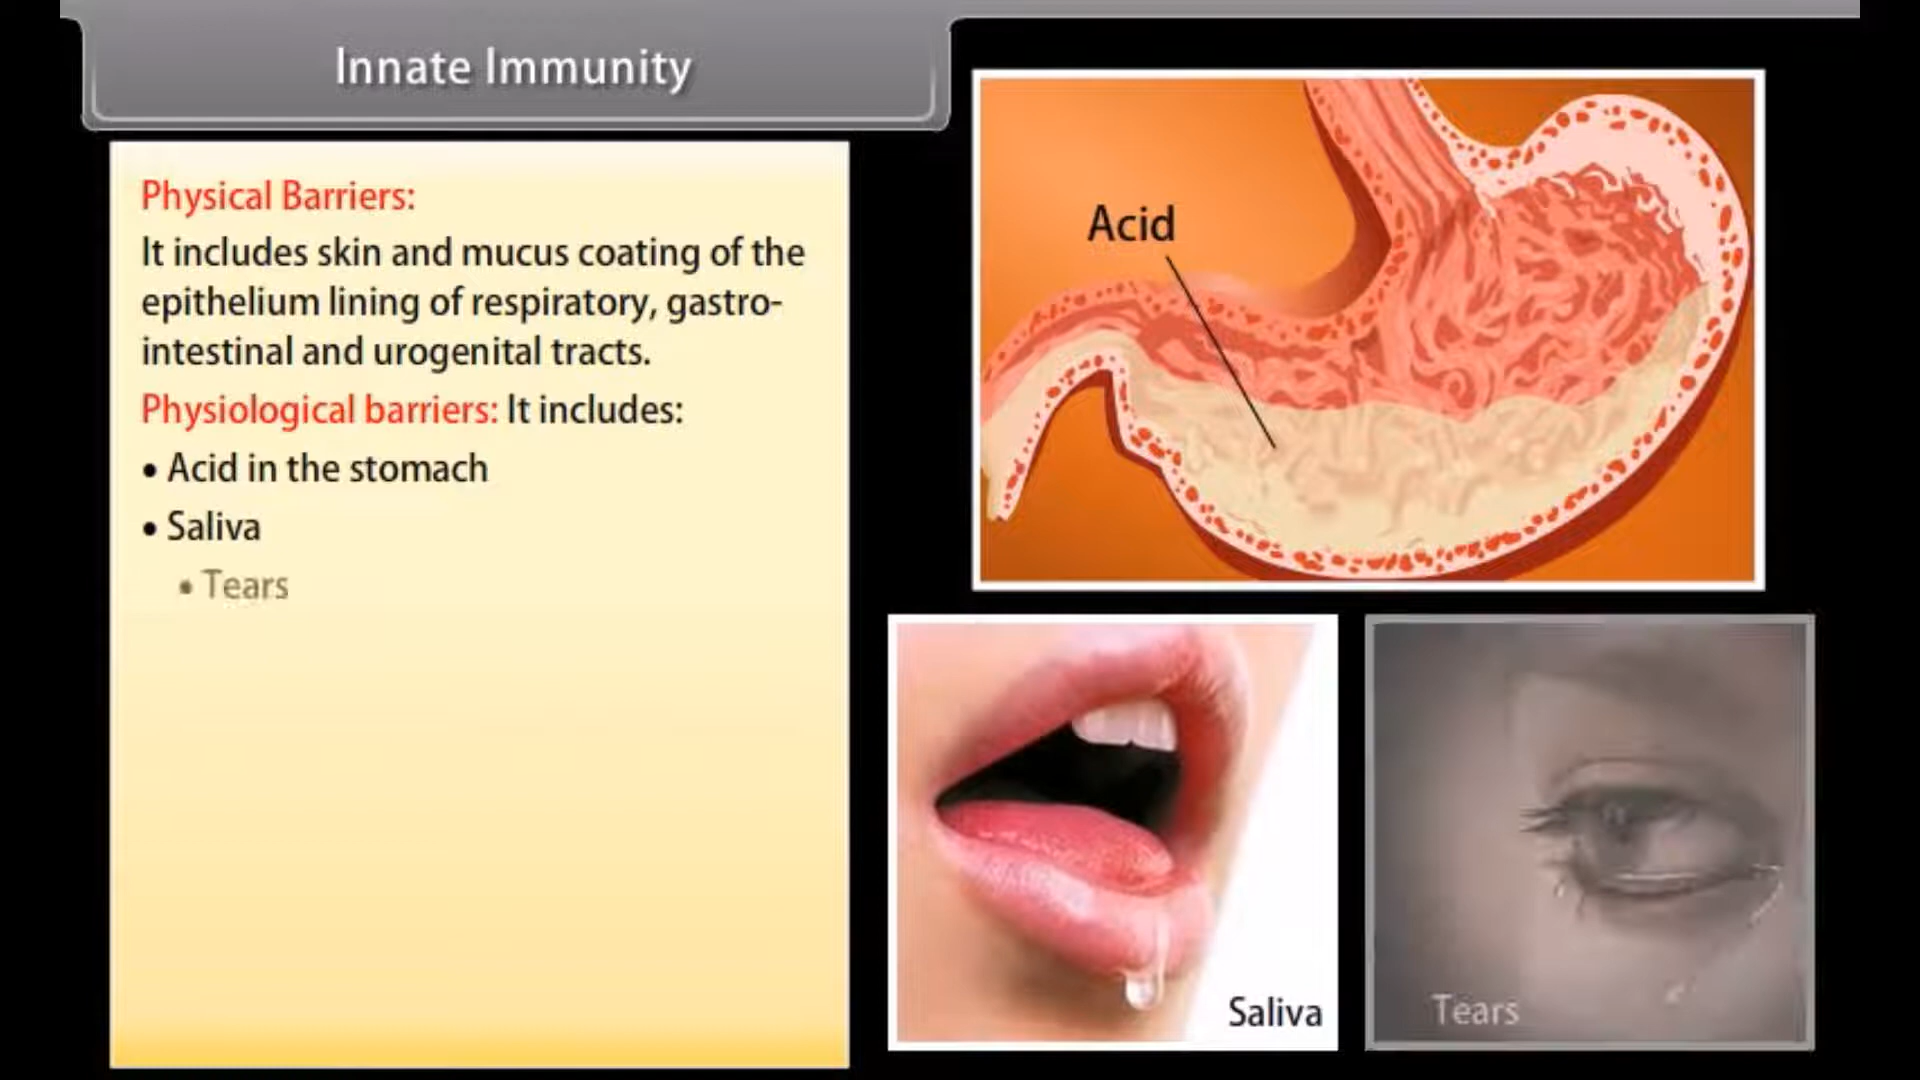 Innate Immunity
Physical Barriers:
It includes skin and mucus coating of the
epithelium lining of respiratory, gastro-
intestinal and urogenital tracts.
Physiological barriers: It includes:
• Acid in the stomach
• Saliva
• Tears
Acid
Saliva
Tears